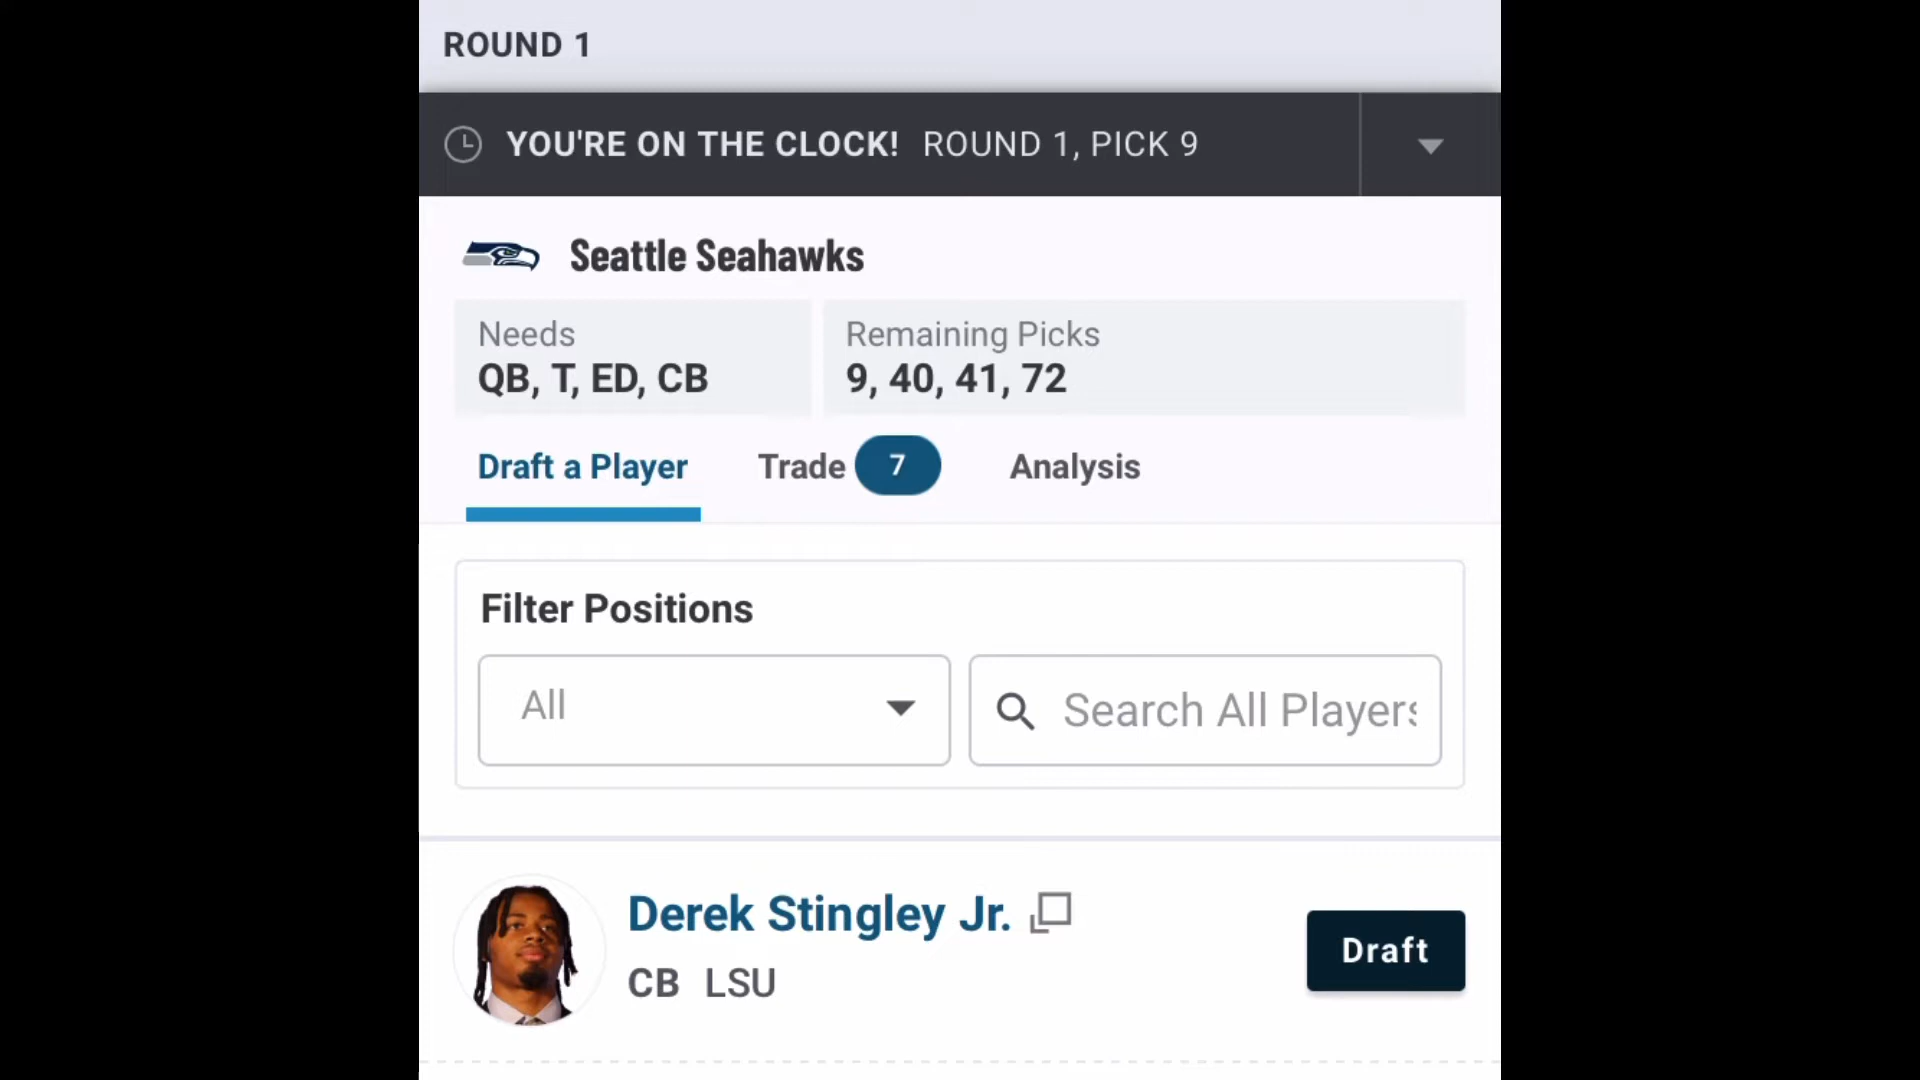 ROUND 1
YOU'RE ON THE CLOCK! ROUND 1, PICK 9
Seattle Seahawks
Needs
QB, T, ED, CB
Remaining Picks
9, 40, 41, 72
Draft a Player
Trade 7
Analysis
Filter Positions
All
Search All Players
Derek Stingley Jr.
CB LSU
Draft